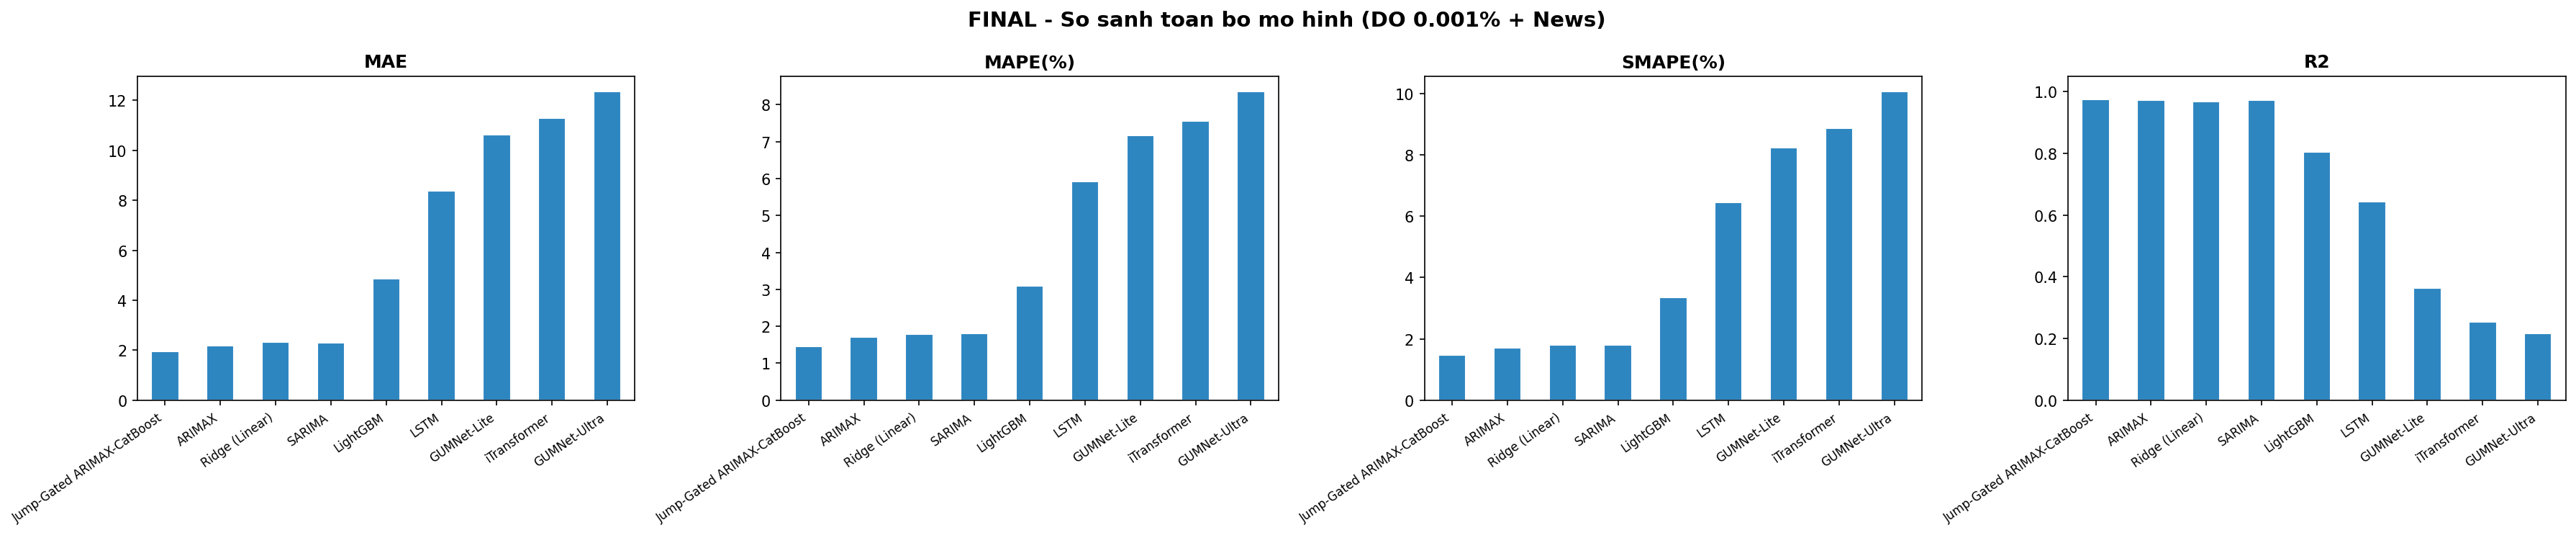 FINAL - So sanh toan bo mo hinh (DO 0.001% + News)
MAE
12
10
8
6
4
2
0
Jump-Gated ARIMAX-CatBoost
ARIMAX
Ridge (Linear)
SARIMA
LightGBM
LSTM
GUMNet-Lite
iTransformer
GUMNet-Ultra
MAPE(%)
8
7
6
5
4
3
2
1
0
Jump-Gated ARIMAX-CatBoost
ARIMAX
Ridge (Linear)
SARIMA
LightGBM
LSTM
GUMNet-Lite
iTransformer
GUMNet-Ultra
SMAPE(%)
10
8
6
4
2
0
Jump-Gated ARIMAX-CatBoost
ARIMAX
Ridge (Linear)
SARIMA
LightGBM
LSTM
GUMNet-Lite
iTransformer
GUMNet-Ultra
R2
1.0
0.8
0.6
0.4
0.2
0.0
Jump-Gated ARIMAX-CatBoost
ARIMAX
Ridge (Linear)
SARIMA
LightGBM
LSTM
GUMNet-Lite
iTransformer
GUMNet-Ultra